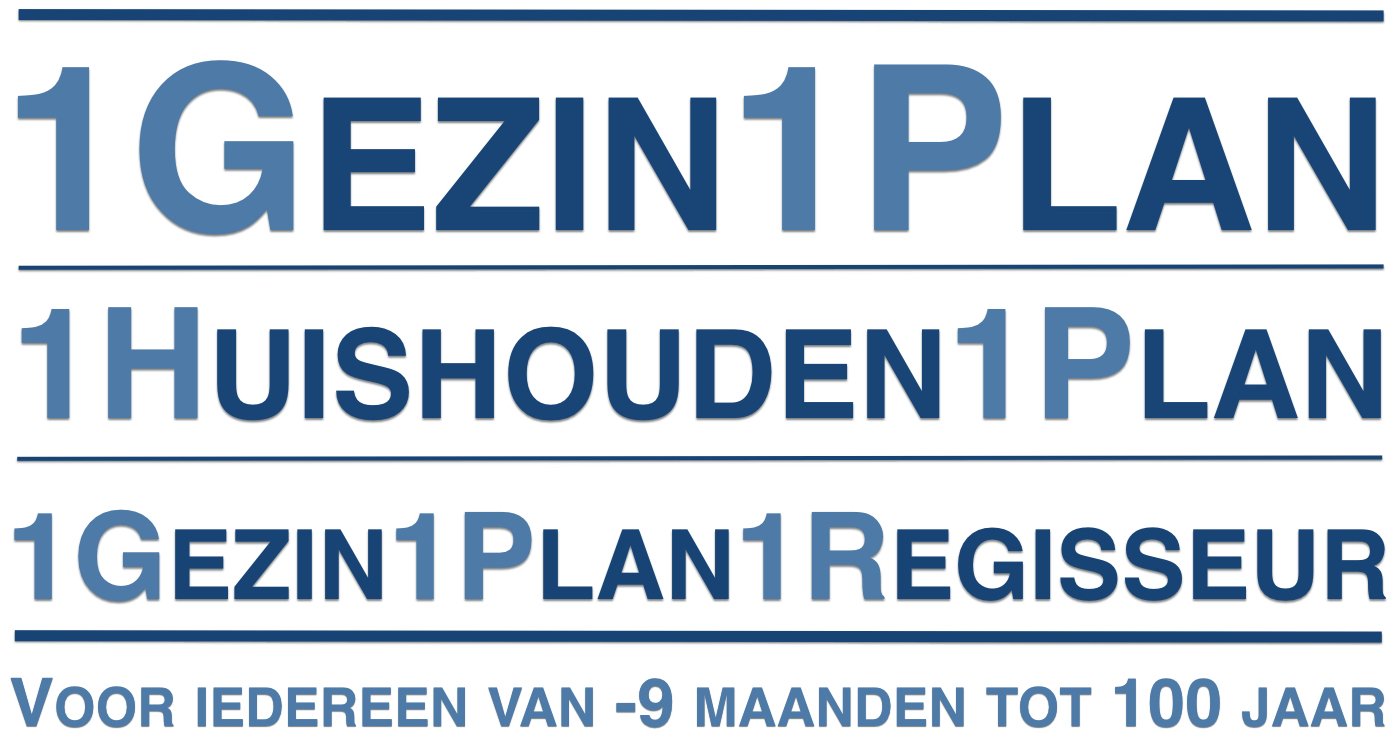 1Gezin1Plan
1Huishouden1Plan
1Gezin1Plan1Regisseur
Voor iedereen van -9 maanden tot 100 jaar